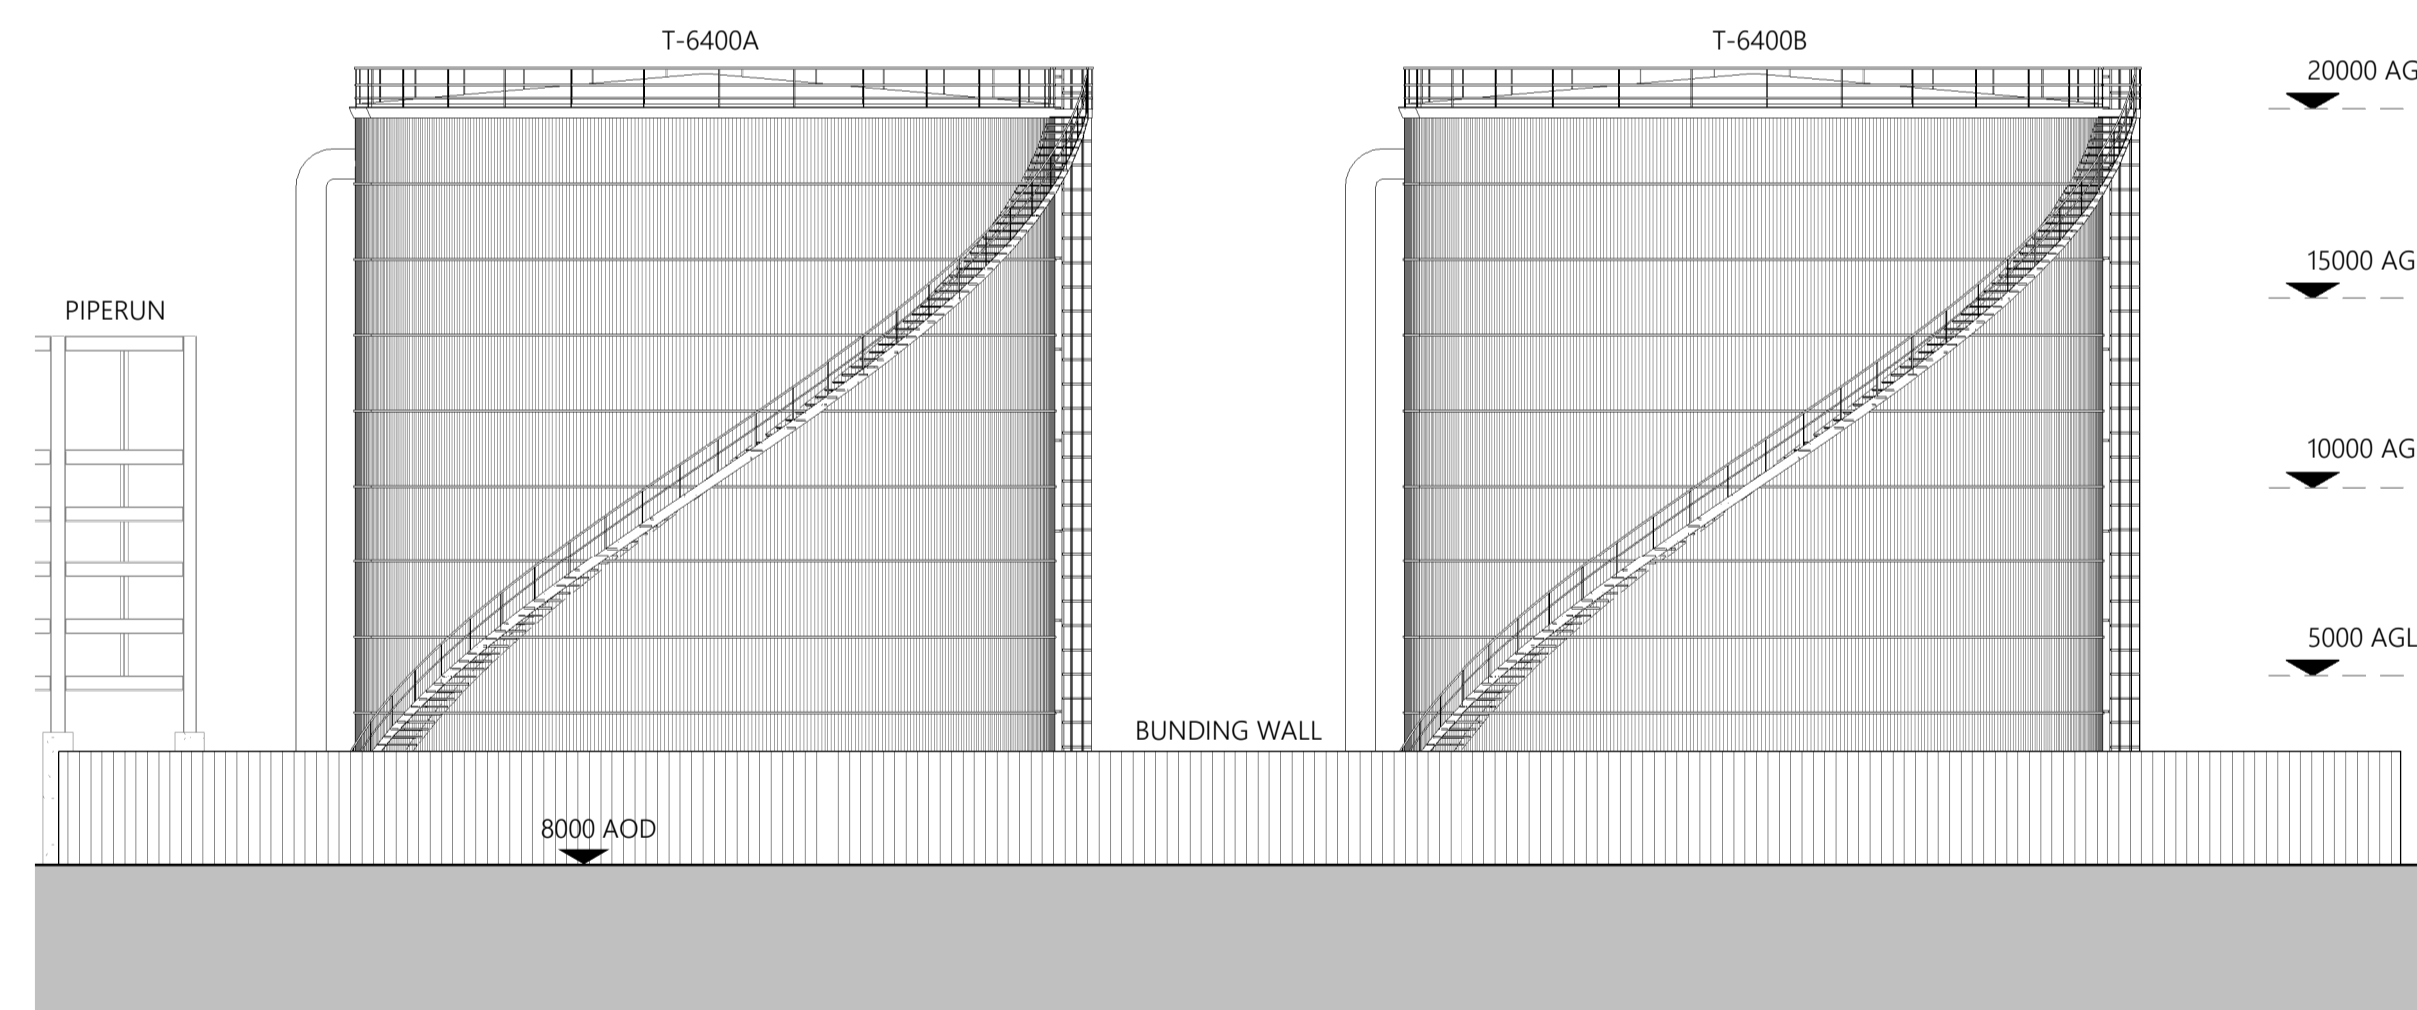 T-6400A
T-6400B
20000 AG
15000 AG
PIPERUN
10000 AG
5000 AGL
BUNDING WALL
8000 AOD